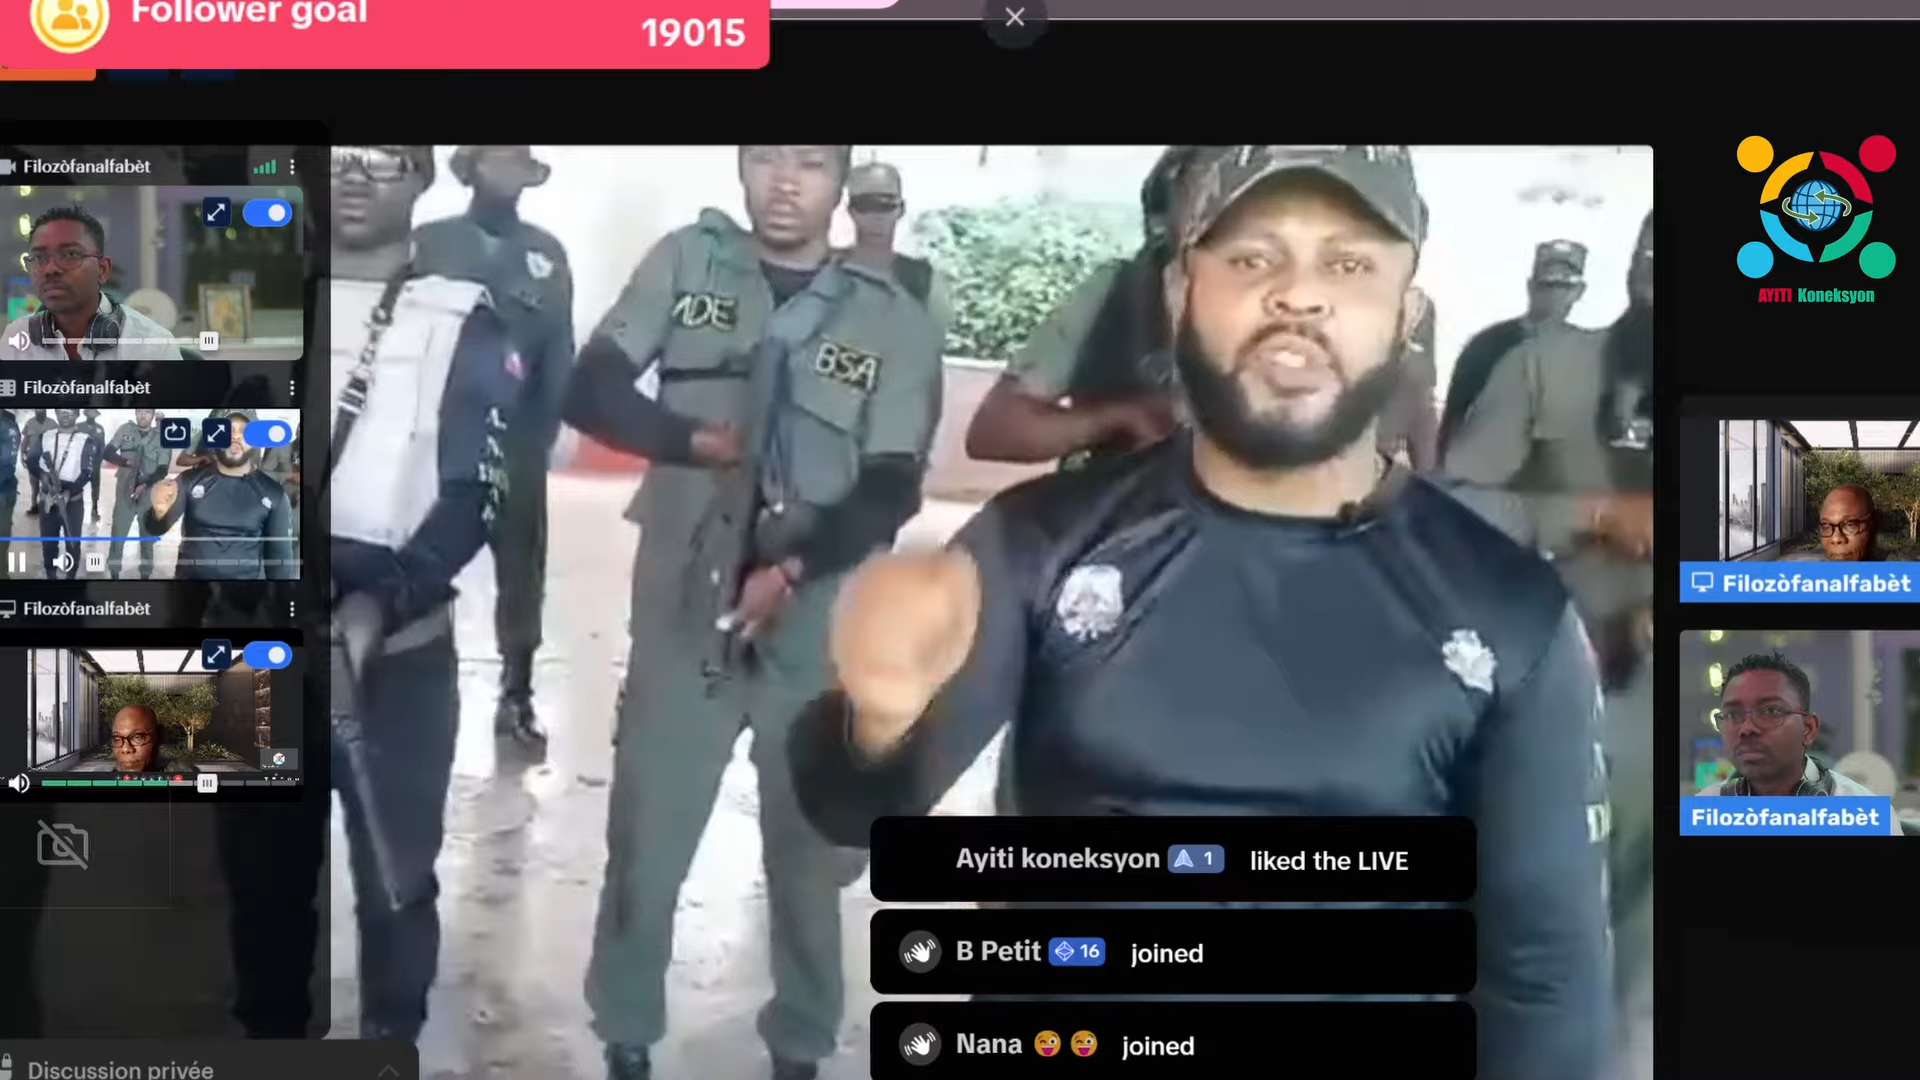 Follower goal
19015
Filozòfanalfabèt
Filozòfanalfabèt
Filozòfanalfabèt
BSA
AYITI Koneksyon
Filozòfanalfabèt
Filozòfanalfabèt
Ayiti koneksyon 1 liked the LIVE
B Petit 16 joined
Nana 😜 😜 joined
Discussion privée